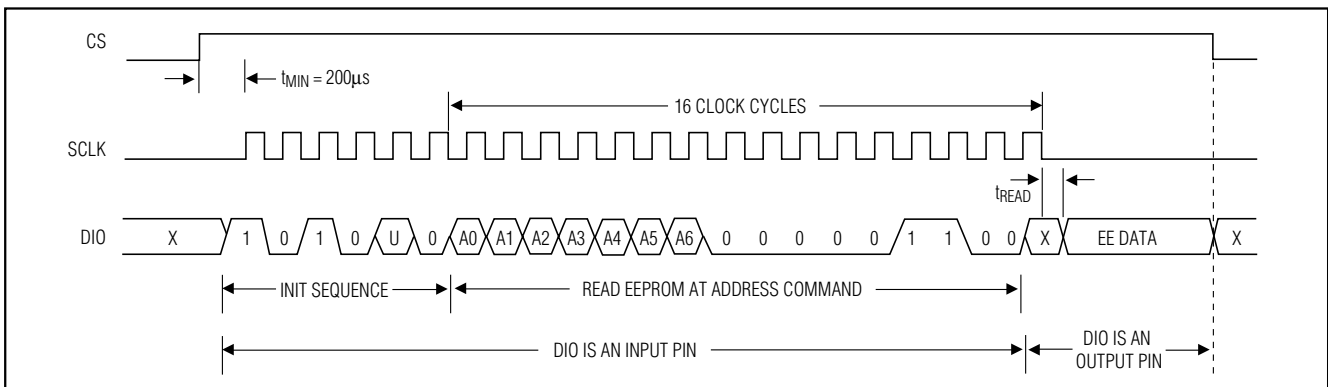 CS
tMIN = 200µs
16 CLOCK CYCLES
SCLK
tREAD
DIO X 1 0 1 0 U 0 A0 A1 A2 A3 A4 A5 A6 0 0 0 0 0 1 1 0 0 X EE DATA X
INIT SEQUENCE READ EEPROM AT ADDRESS COMMAND
DIO IS AN INPUT PIN
DIO IS AN
OUTPUT PIN